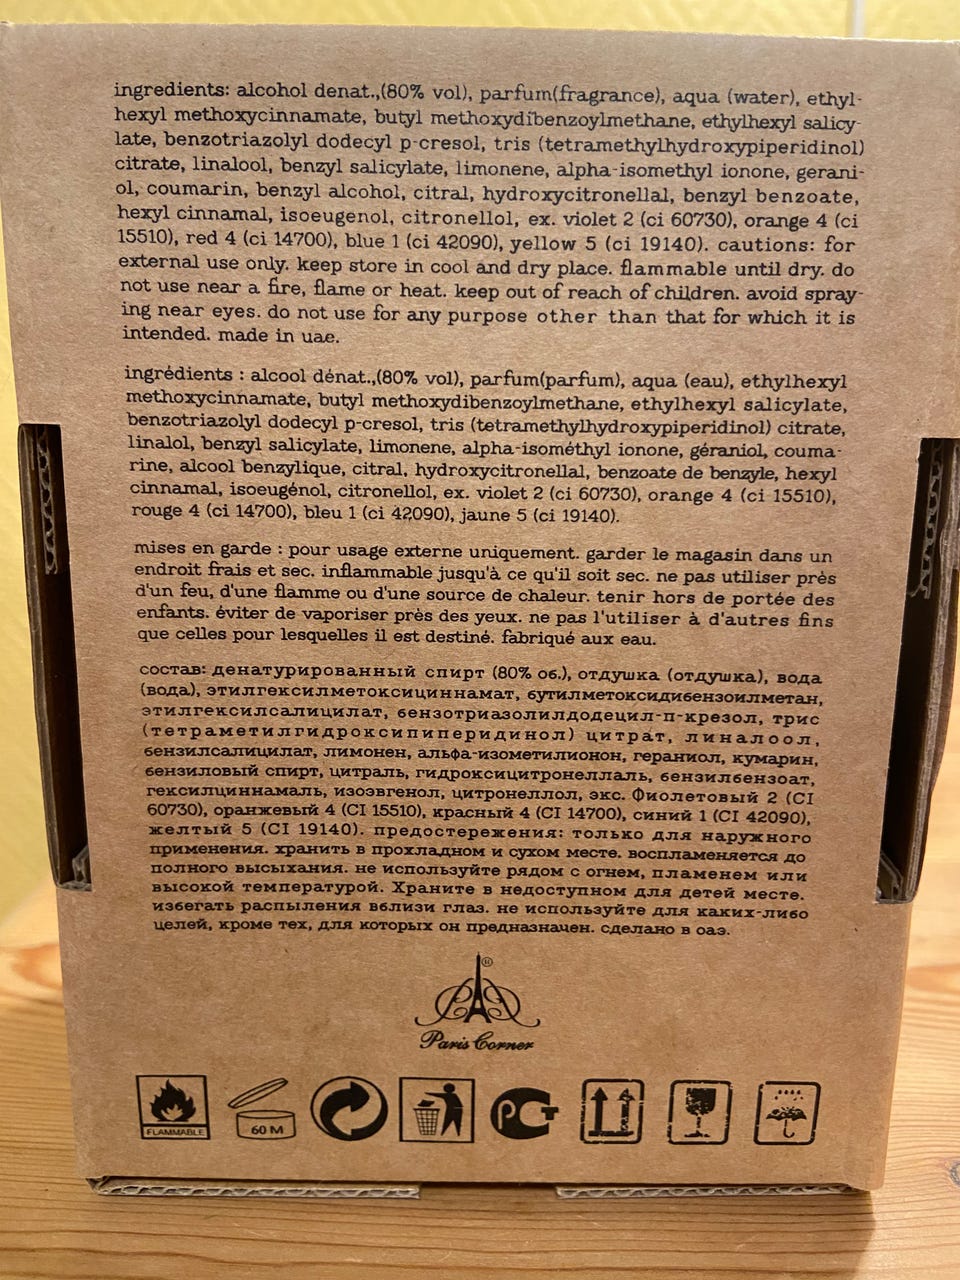 ingredients: alcohol denat.,(80% vol), parfum(fragrance), aqua (water), ethyl-
hexyl methoxycinnamate, butyl methoxydibenzoylmethane, ethylhexyl salicy-
late, benzotriazolyl dodecyl p-cresol, tris (tetramethylhydroxypiperidinol)
citrate, linalool, benzyl salicylate, limonene, alpha-isomethyl ionone, gerani-
ol, coumarin, benzyl alcohol, citral, hydroxycitronellal, benzyl benzoate,
hexyl cinnamal, isoeugenol, citronellol, ex. violet 2 (ci 60730), orange 4 (ci
15510), red 4 (ci 14700), blue 1 (ci 42090), yellow 5 (ci 19140). cautions: for
external use only. keep store in cool and dry place. flammable until dry. do
not use near a fire, flame or heat. keep out of reach of children. avoid spray-
ing near eyes. do not use for any purpose other than that for which it is
intended. made in uae.
ingrédients : alcool dénat.,(80% vol), parfum(parfum), aqua (eau), ethylhexyl
methoxycinnamate, butyl methoxydibenzoylmethane, ethylhexyl salicylate,
benzotriazolyl dodecyl p-cresol, tris (tetramethylhydroxypiperidinol) citrate,
linalol, benzyl salicylate, limonene, alpha-isométhyl ionone, géraniol, couma-
rine, alcool benzylique, citral, hydroxycitronellal, benzoate de benzyle, hexyl
cinnamal, isoeugénol, citronellol, ex. violet 2 (ci 60730), orange 4 (ci 15510),
rouge 4 (ci 14700), bleu 1 (ci 42090), jaune 5 (ci 19140).
mises en garde : pour usage externe uniquement. garder le magasin dans un
endroit frais et sec. inflammable jusqu'à ce qu'il soit sec. ne pas utiliser près
d'un feu, d'une flamme ou d'une source de chaleur. tenir hors de portée des
enfants. éviter de vaporiser près des yeux. ne pas l'utiliser à d'autres fins
que celles pour lesquelles il est destiné. fabriqué aux eau.
состав: денатурированный спирт (80% об.), отдушка (отдушка), вода
(вода), этилгексилметоксициннамат, бутилметоксидибензоилметан,
этилгексилсалицилат, бензотриазолилдодецил-п-крезол, трис
(тетраметилгидроксипиперидинол) цитрат, линалоол,
бензилсалицилат, лимонен, альфа-изометилионон, гераниол, кумарин,
бензиловый спирт, цитраль, гидроксицитронеллаль, бензилбензоат,
гексилциннамаль, изоэвгенол, цитронеллол, экс. Фиолетовый 2 (CI
60730), оранжевый 4 (CI 15510), красный 4 (CI 14700), синий 1 (CI 42090),
желтый 5 (CI 19140). предостережения: только для наружного
применения. хранить в прохладном и сухом месте. воспламеняется до
полного высыхания. не используйте рядом с огнем, пламенем или
высокой температурой. Храните в недоступном для детей месте.
избегать распыления вблизи глаз. не используйте для каких-либо
целей, кроме тех, для которых он предназначен. сделано в оаэ.
®
Paris Corner
FLAMMABLE 60 M РСТ